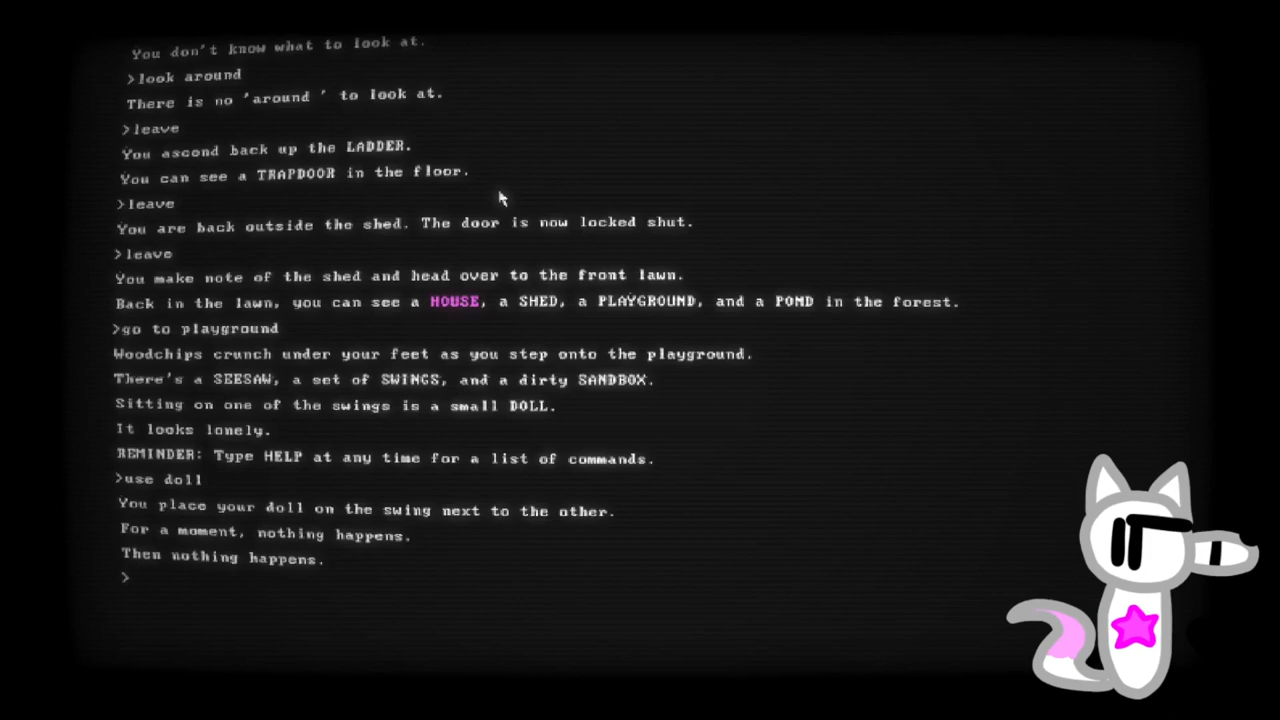 You don't know what to look at.
>look around
There is no 'around ' to look at.
>leave
You ascend back up the LADDER.
You can see a TRAPDOOR in the floor.
>leave
You are back outside the shed. The door is now locked shut.
>leave
You make note of the shed and head over to the front lawn.
Back in the lawn, you can see a HOUSE, a SHED, a PLAYGROUND, and a POND in the forest.
>go to playground
Woodchips crunch under your feet as you step onto the playground.
There's a SEESAW, a set of SWINGS, and a dirty SANDBOX.
Sitting on one of the swings is a small DOLL.
It looks lonely.
REMINDER: Type HELP at any time for a list of commands.
>use doll
You place your doll on the swing next to the other.
For a moment, nothing happens.
Then nothing happens.
>